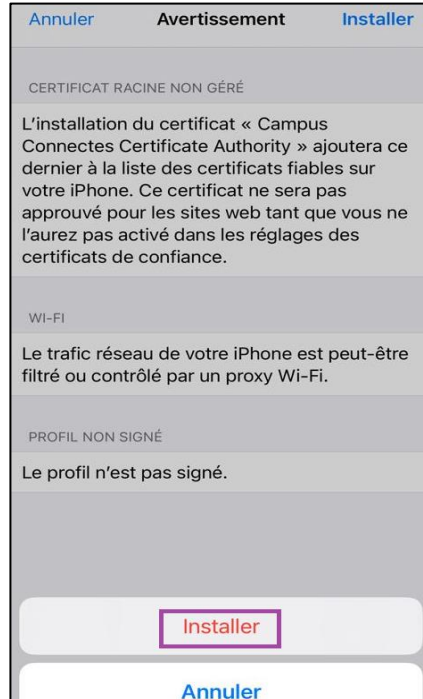 Annuler Avertissement Installer
CERTIFICAT RACINE NON GÉRÉ
L'installation du certificat « Campus
Connectes Certificate Authority » ajoutera ce
dernier à la liste des certificats fiables sur
votre iPhone. Ce certificat ne sera pas
approuvé pour les sites web tant que vous ne
l'aurez pas activé dans les réglages des
certificats de confiance.
WI-FI
Le trafic réseau de votre iPhone est peut-être
filtré ou contrôlé par un proxy Wi-Fi.
PROFIL NON SIGNÉ
Le profil n'est pas signé.
Installer
Annuler